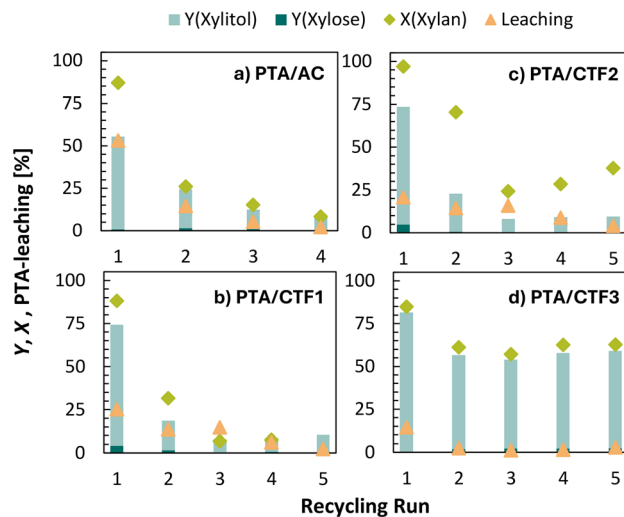 Y(Xylitol) Y(Xylose) X(Xylan) Leaching
Y, X , PTA-leaching [%]
a) PTA/AC
100
75
50
25
0
1 2 3 4
c) PTA/CTF2
100
75
50
25
0
1 2 3 4 5
b) PTA/CTF1
100
75
50
25
0
1 2 3 4 5
d) PTA/CTF3
100
75
50
25
0
1 2 3 4 5
Recycling Run